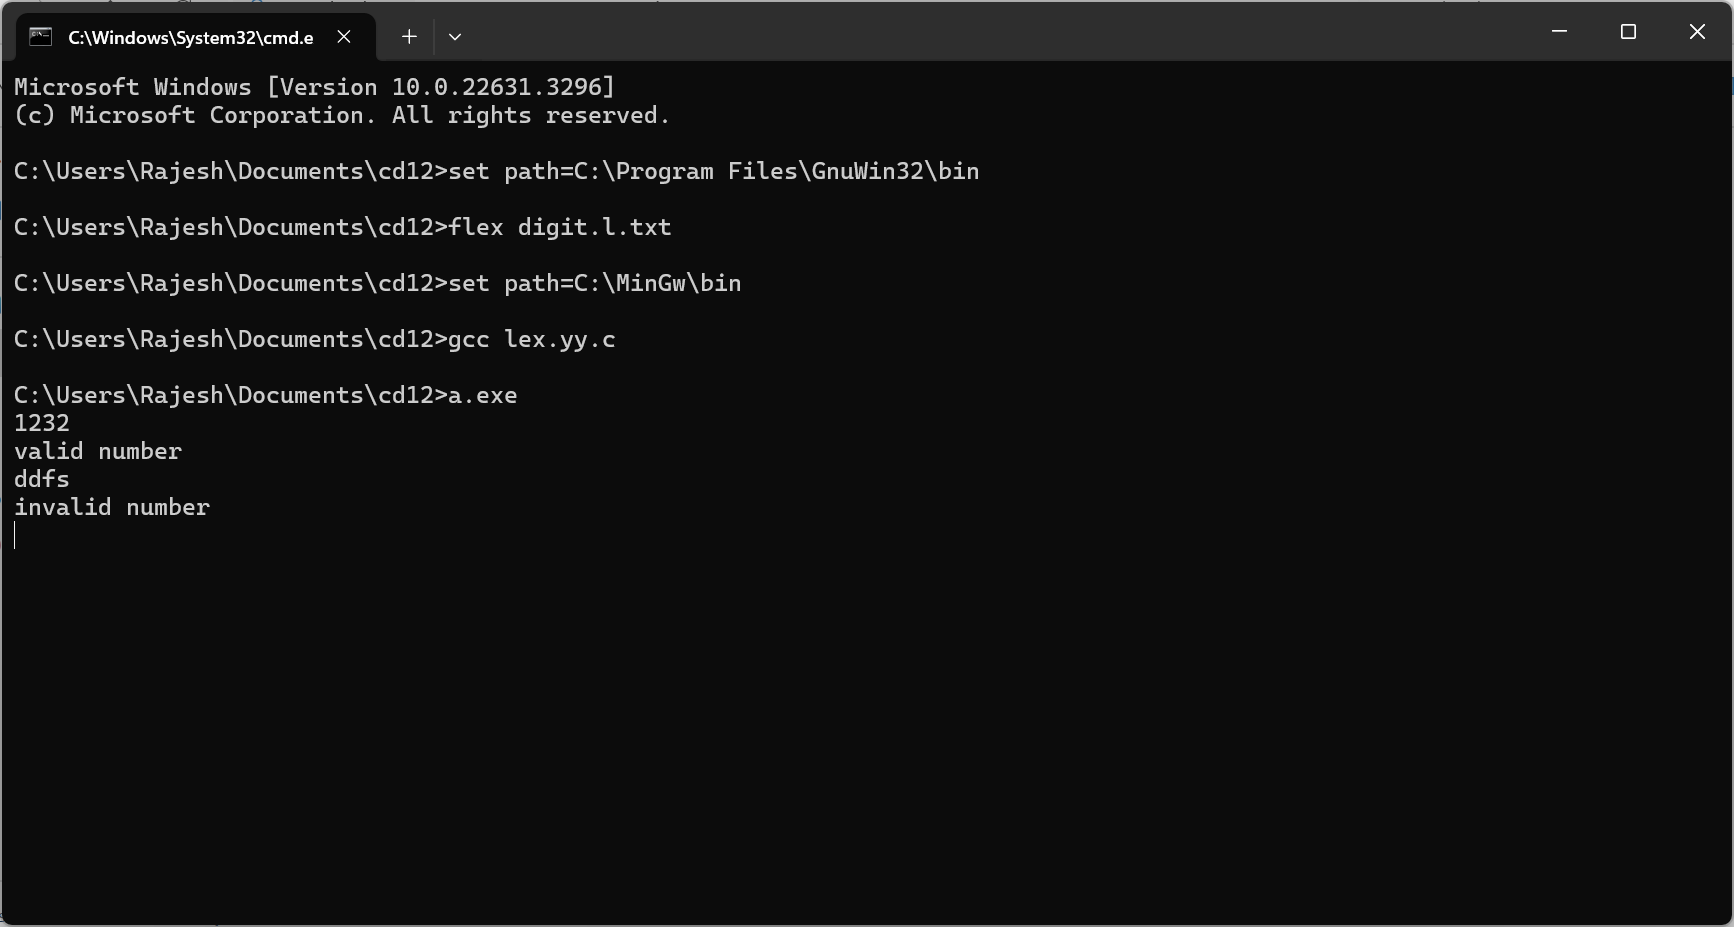 C:\Windows\System32\cmd.e
Microsoft Windows [Version 10.0.22631.3296]
(c) Microsoft Corporation. All rights reserved.
C:\Users\Rajesh\Documents\cd12>set path=C:\Program Files\GnuWin32\bin
C:\Users\Rajesh\Documents\cd12>flex digit.l.txt
C:\Users\Rajesh\Documents\cd12>set path=C:\MinGw\bin
C:\Users\Rajesh\Documents\cd12>gcc lex.yy.c
C:\Users\Rajesh\Documents\cd12>a.exe
1232
valid number
ddfs
invalid number